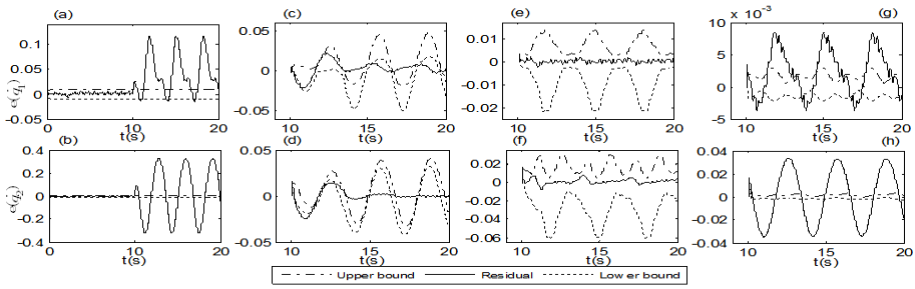 (a) (c) (e) (g)
× 10⁻³
e(q̇₁)
0.1
0.05
0
-0.05
0 10 20
t(s)
0.05
0
-0.05
10 15 20
t(s)
0.01
0
-0.01
-0.02
10 15 20
t(s)
10
5
0
-5
10 15 20
t(s)
(b) (d) (f) (h)
e(q̇₂)
0.4
0.2
0
-0.2
-0.4
0 10 20
t(s)
0.05
0
-0.05
10 15 20
t(s)
0.02
0
-0.02
-0.04
-0.06
10 15 20
t(s)
0.04
0.02
0
-0.02
-0.04
10 15 20
t(s)
Upper bound Residual Lower bound